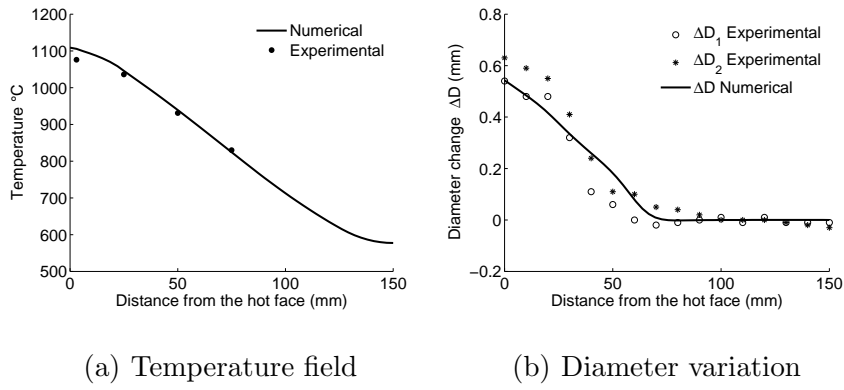 1200
1100
1000
900
800
700
600
500
0
50
100
150
Temperature °C
Distance from the hot face (mm)
Numerical
Experimental
(a) Temperature field
0.8
0.6
0.4
0.2
0
−0.2
0
50
100
150
Diameter change ΔD (mm)
Distance from the hot face (mm)
ΔD1 Experimental
ΔD2 Experimental
ΔD Numerical
(b) Diameter variation